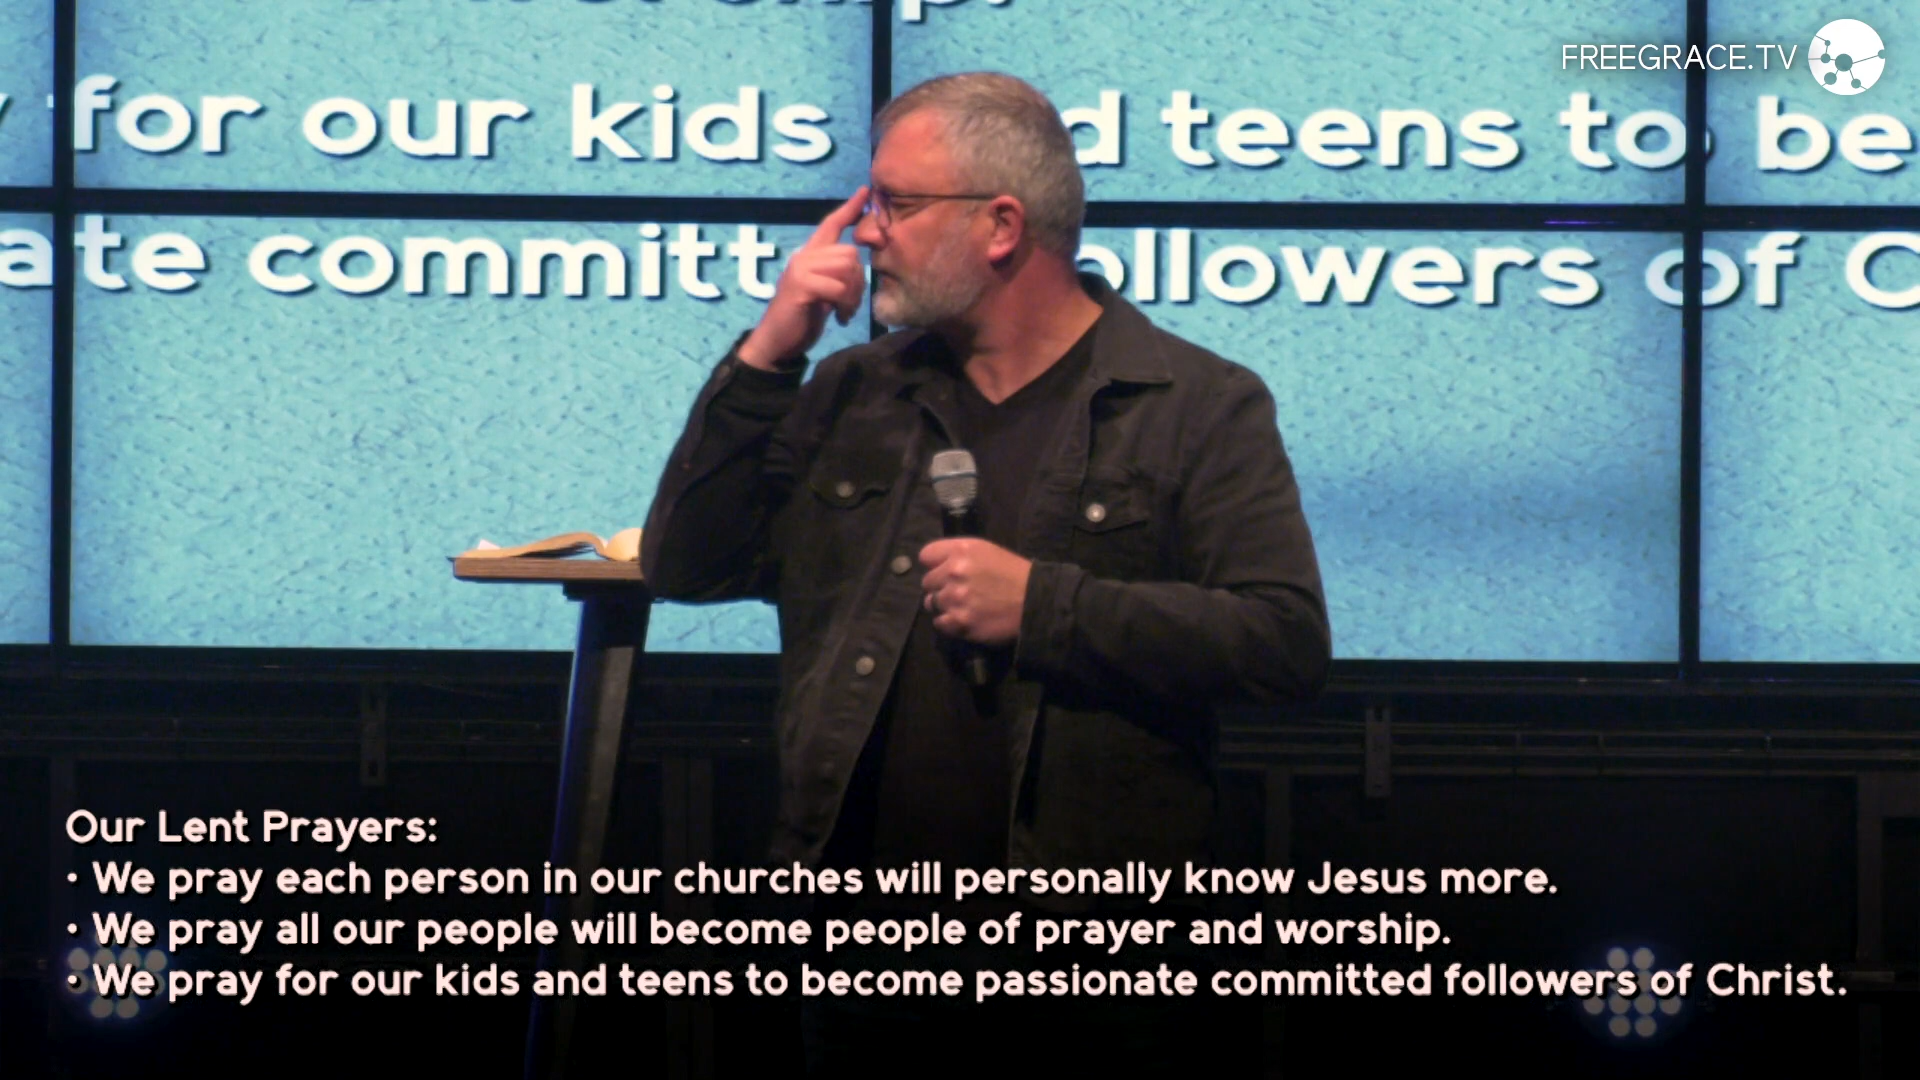 worship.
FREEGRACE.TV
for our kids d teens to be
ate committ ollowers of C
Our Lent Prayers:
• We pray each person in our churches will personally know Jesus more.
• We pray all our people will become people of prayer and worship.
• We pray for our kids and teens to become passionate committed followers of Christ.